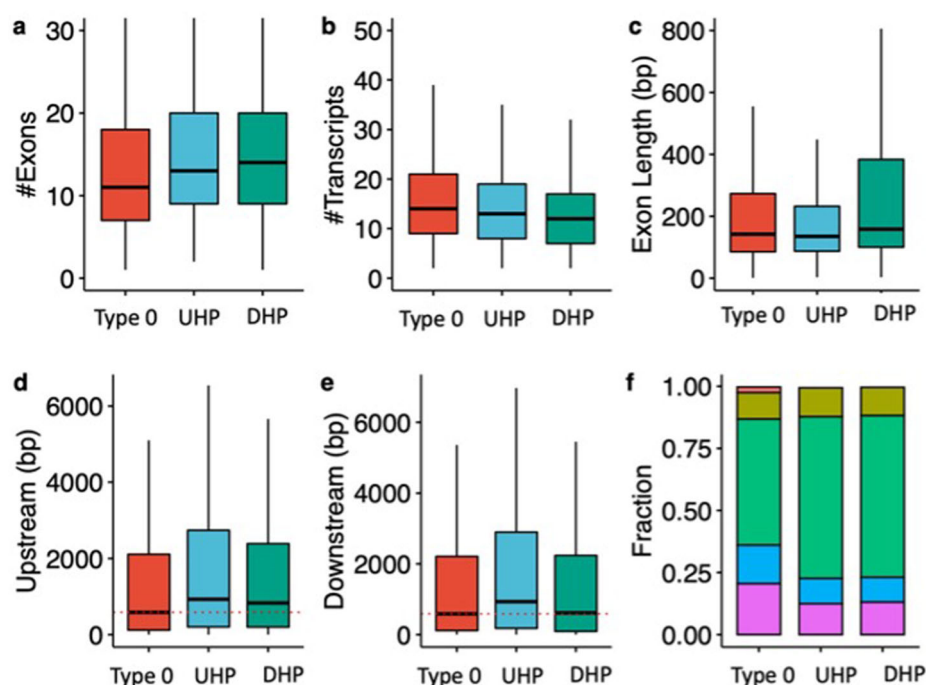 a
#Exons
30
20
10
0
Type 0 UHP DHP
b
#Transcripts
50
40
30
20
10
0
Type 0 UHP DHP
c
Exon Length (bp)
800
600
400
200
0
Type 0 UHP DHP
d
Upstream (bp)
6000
4000
2000
0
Type 0 UHP DHP
e
Downstream (bp)
6000
4000
2000
0
Type 0 UHP DHP
f
Fraction
1.00
0.75
0.50
0.25
0.00
Type 0 UHP DHP